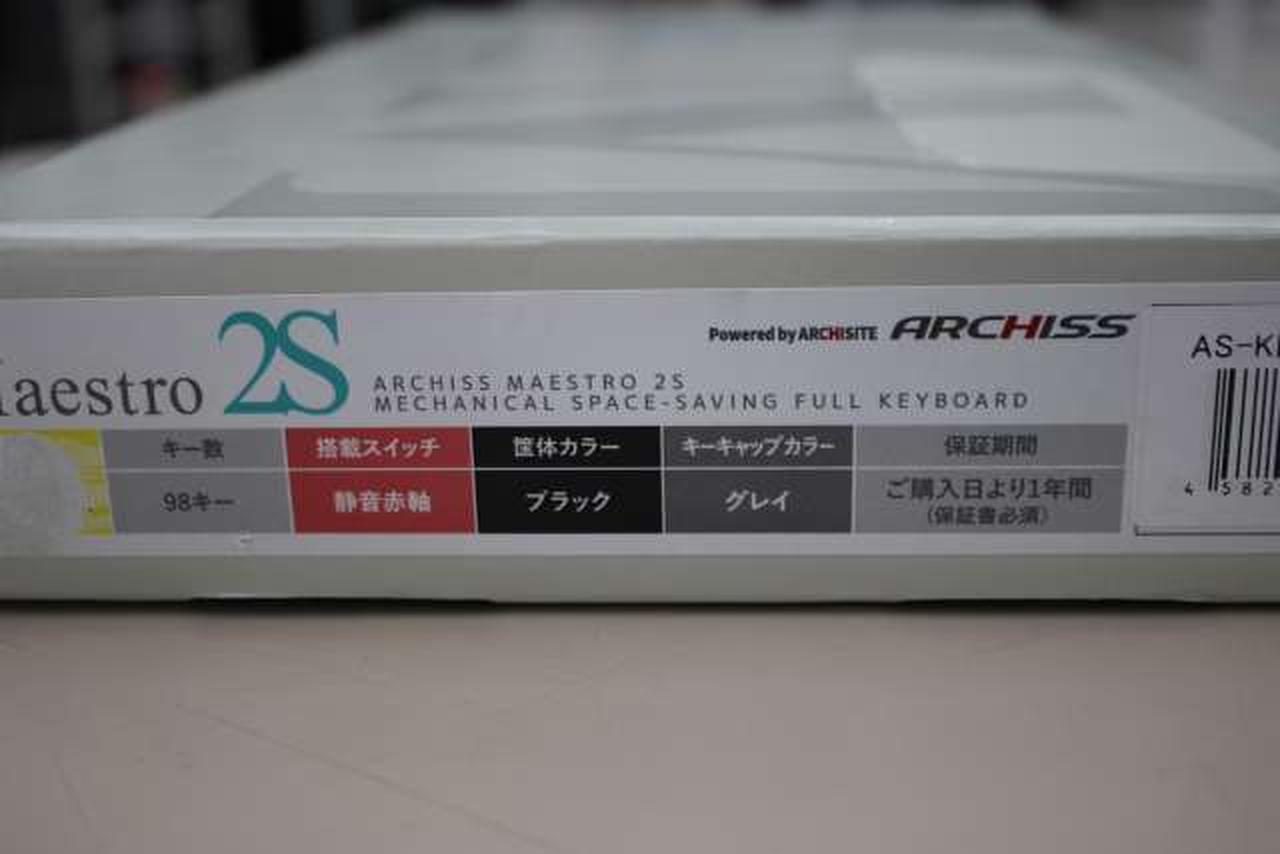 Maestro 2S
Powered by ARCHISITE ARCHISS
ARCHISS MAESTRO 2S
MECHANICAL SPACE-SAVING FULL KEYBOARD
キー数 搭載スイッチ 筐体カラー キーキャップカラー 保証期間
98キー 静音赤軸 ブラック グレイ ご購入日より1年間
(保証書必須)
AS-K
4 582